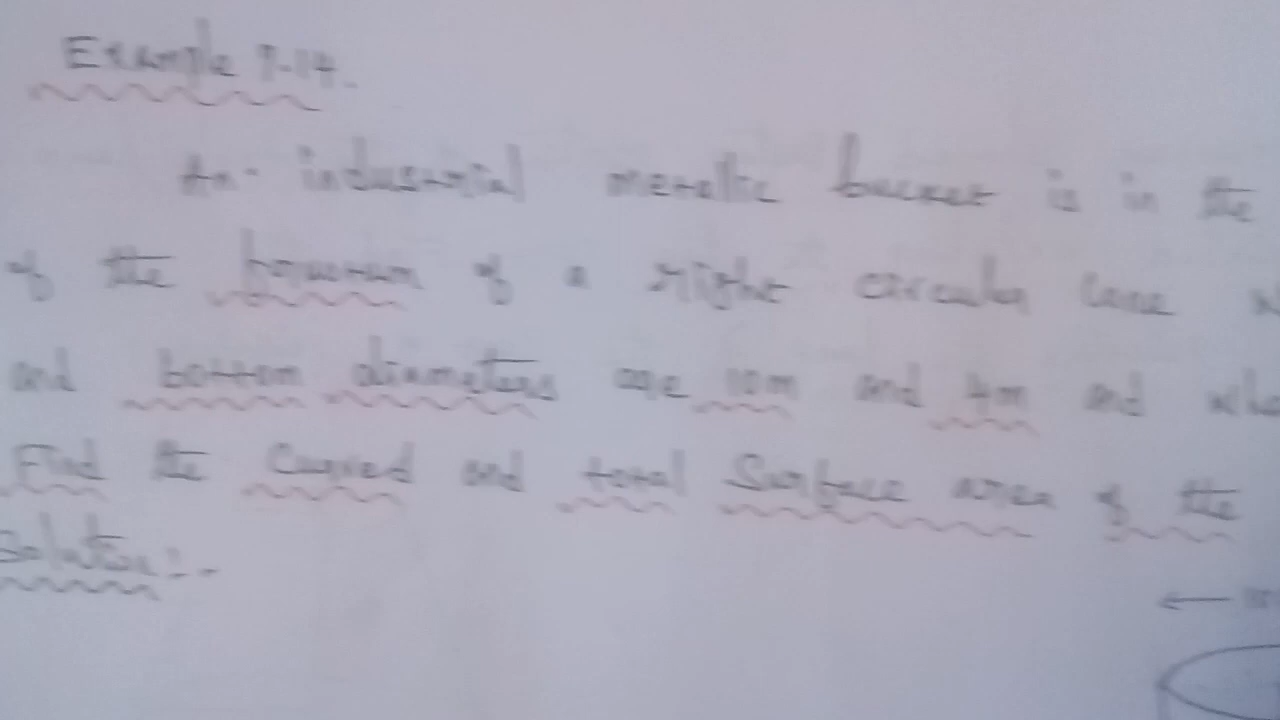 Example 7.14.
An industrial metallic bucket is in the
of the frustum of a right circular cone w
and bottom diameters are 10m and 4m and who
Find the Curved and total Surface area of the
Solution:-